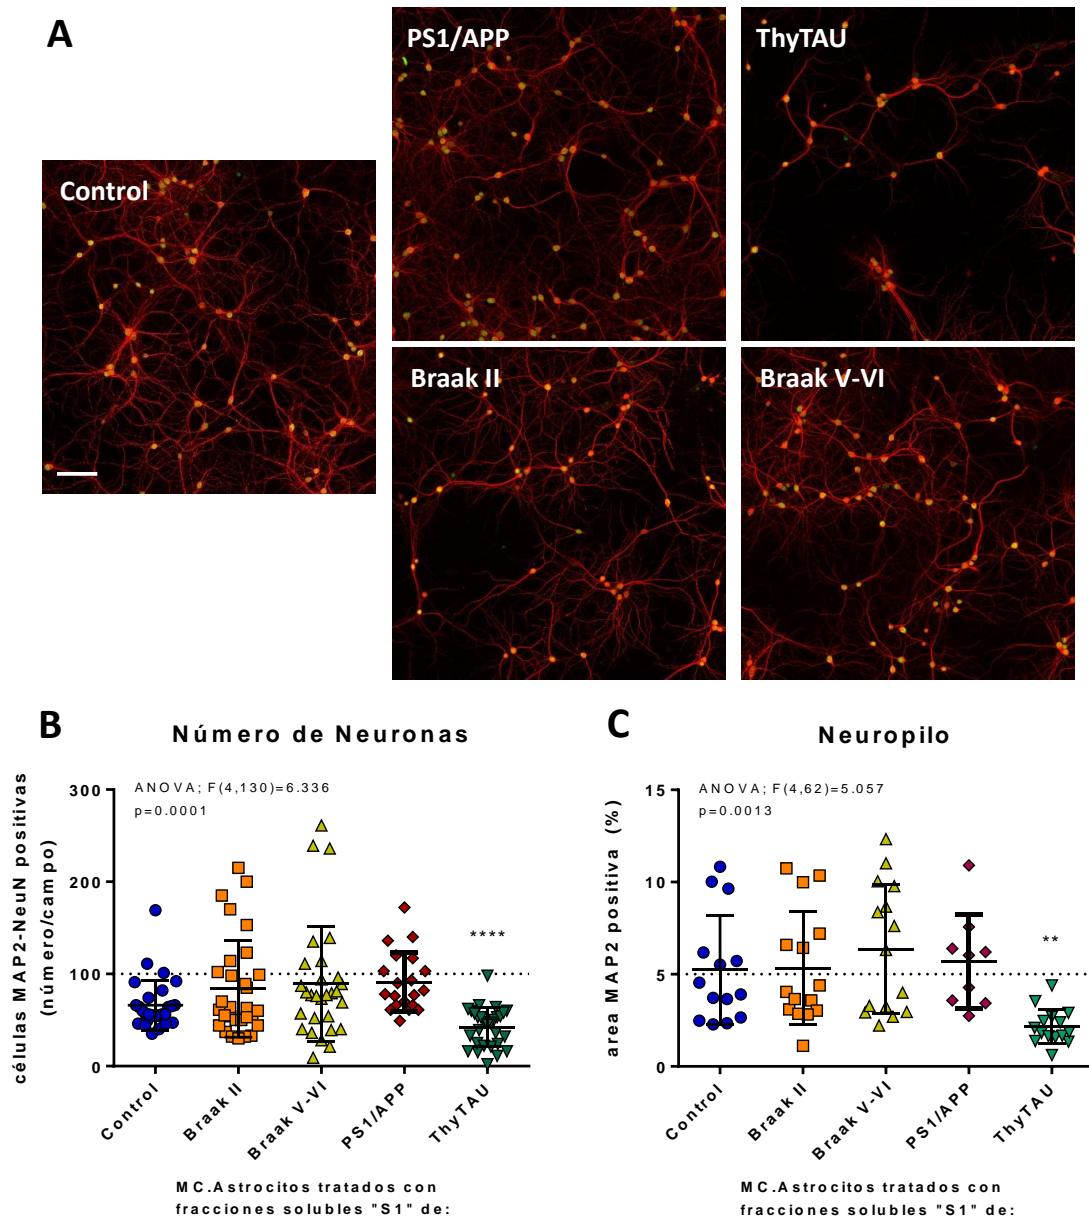 A
PS1/APP
ThyTAU
Control
Braak II
Braak V-VI
B
Número de Neuronas
células MAP2-NeuN positivas
(número/campo)
ANOVA; F(4,130)=6.336
p=0.0001
300
200
100
0
****
Control
Braak II
Braak V-VI
PS1/APP
ThyTAU
MC.Astrocitos tratados con
fracciones solubles "S1" de:
C
Neuropilo
area MAP2 positiva (%)
ANOVA; F(4,62)=5.057
p=0.0013
15
10
5
0
**
Control
Braak II
Braak V-VI
PS1/APP
ThyTAU
MC.Astrocitos tratados con
fracciones solubles "S1" de: